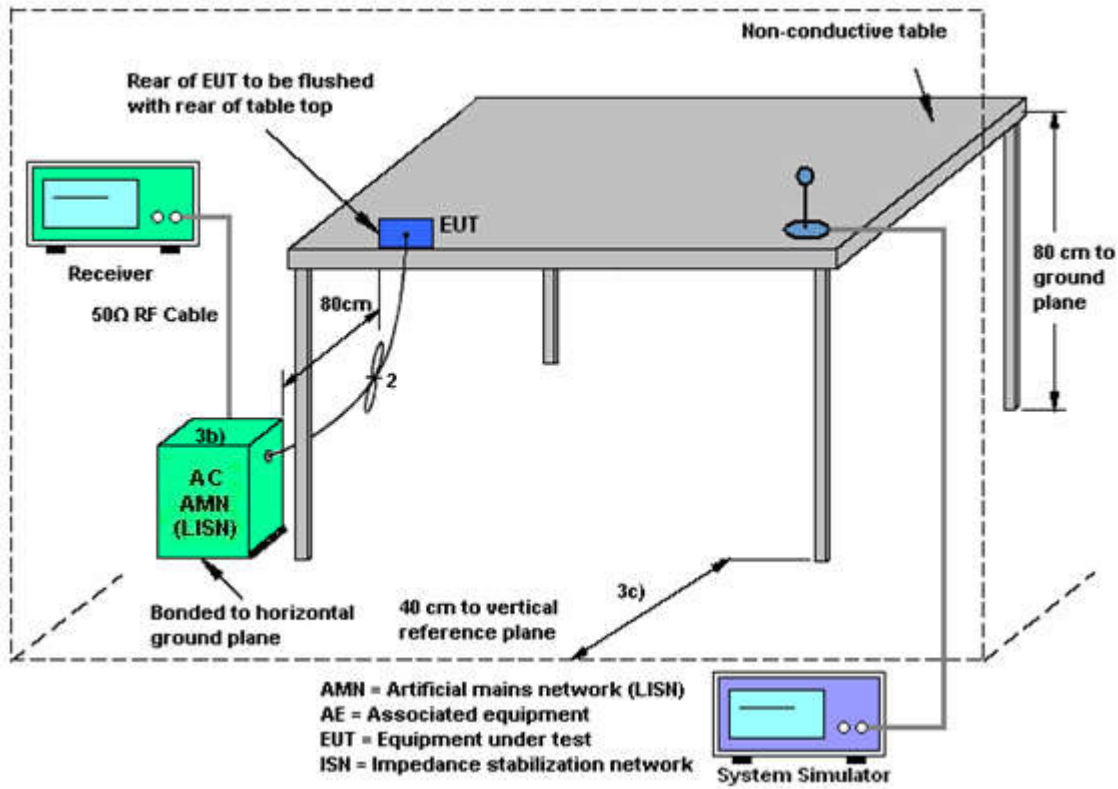 Non-conductive table
Rear of EUT to be flushed
with rear of table top
EUT
Receiver
80 cm to
ground
plane
80cm
50Ω RF Cable
2
3b)
AC
AMN
(LISN)
3c)
Bonded to horizontal
ground plane
40 cm to vertical
reference plane
AMN = Artificial mains network (LISN)
AE = Associated equipment
EUT = Equipment under test
ISN = Impedance stabilization network
System Simulator